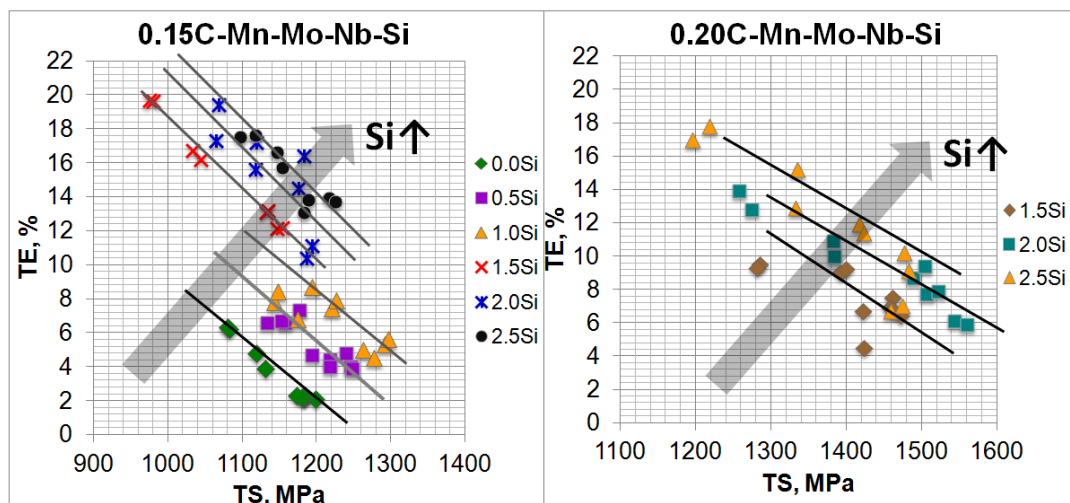 0.15C-Mn-Mo-Nb-Si
22
20
18
16
14
12
10
8
6
4
2
0
TE, %
900 1000 1100 1200 1300 1400
TS, MPa
Si↑
0.0Si
0.5Si
1.0Si
1.5Si
2.0Si
2.5Si
0.20C-Mn-Mo-Nb-Si
22
20
18
16
14
12
10
8
6
4
2
0
TE, %
1100 1200 1300 1400 1500 1600
TS, MPa
Si↑
1.5Si
2.0Si
2.5Si